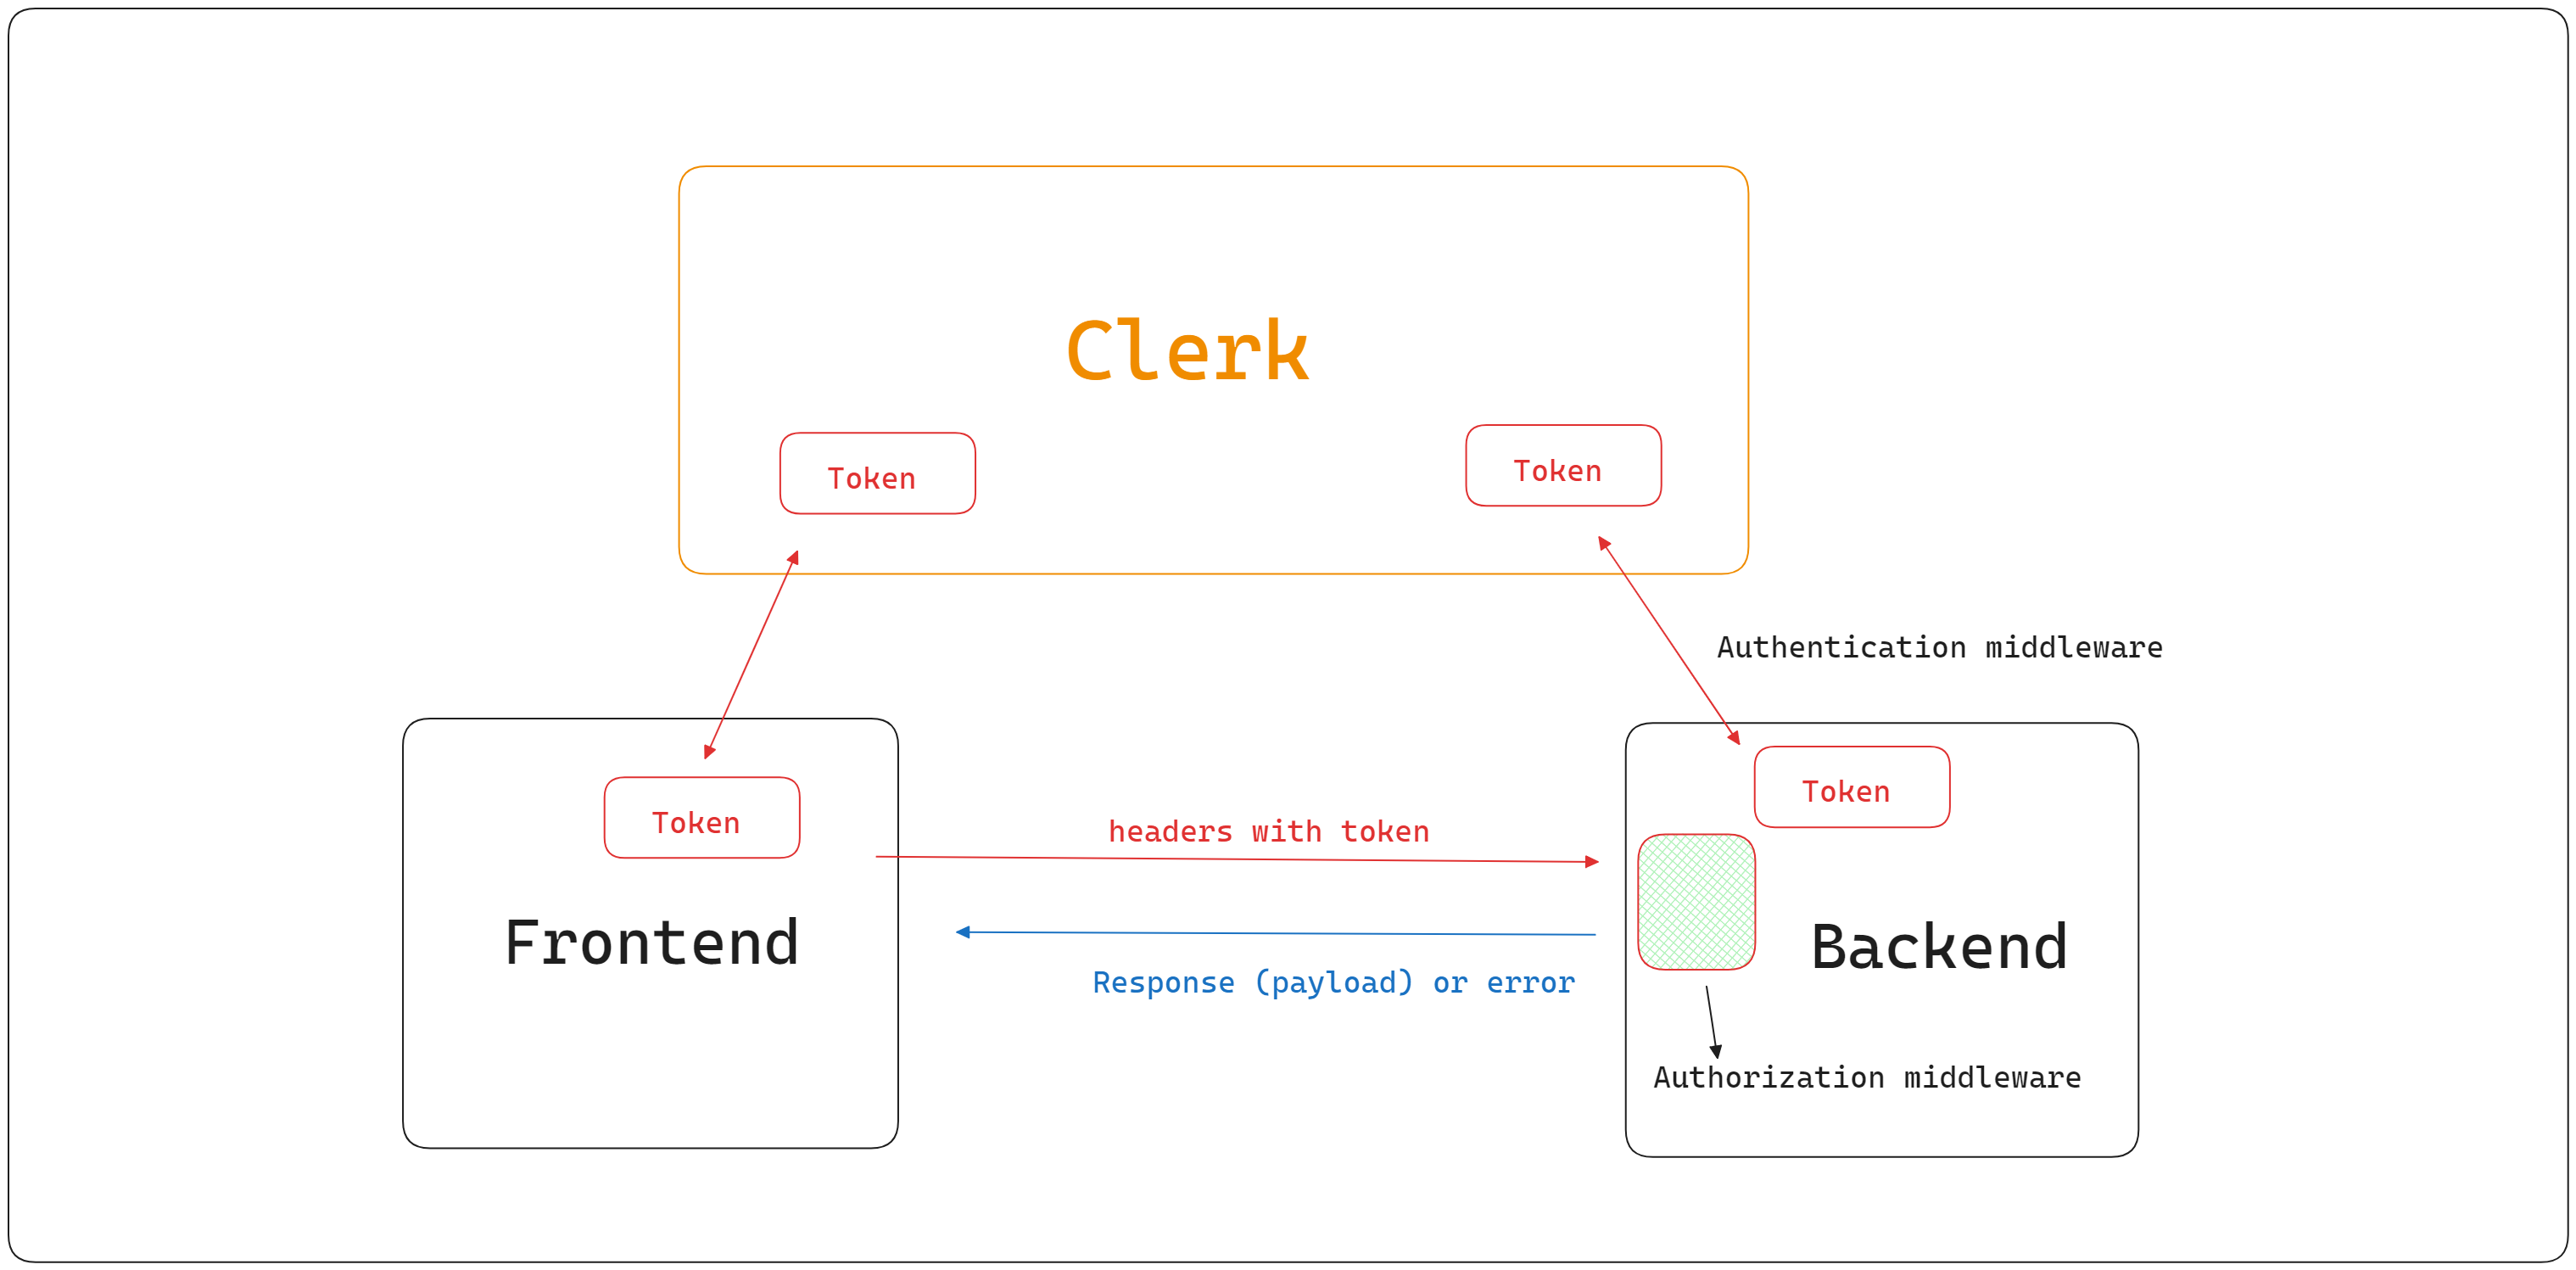 Clerk
Token
Token
Authentication middleware
Token
Token
headers with token
Frontend
Backend
Response (payload) or error
Authorization middleware